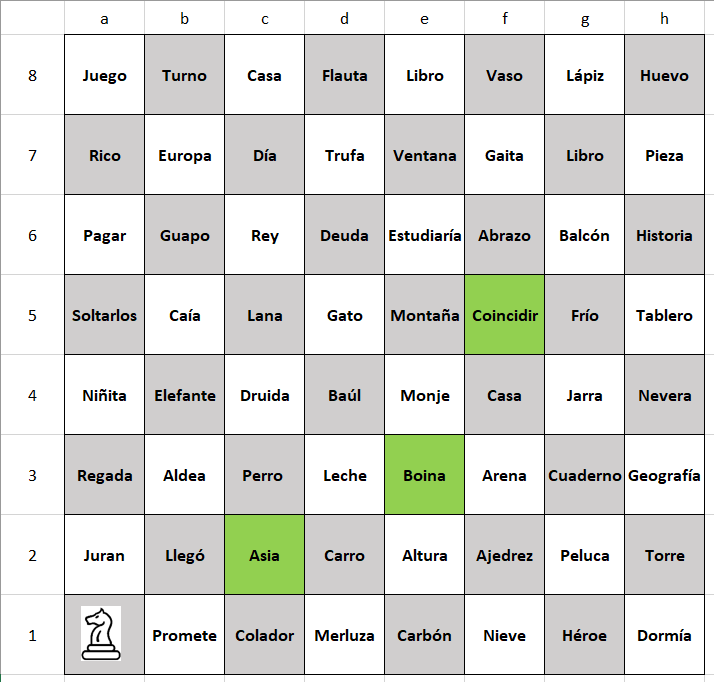 a b c d e f g h
8 Juego Turno Casa Flauta Libro Vaso Lápiz Huevo
7 Rico Europa Día Trufa Ventana Gaita Libro Pieza
6 Pagar Guapo Rey Deuda Estudiaría Abrazo Balcón Historia
5 Soltarlos Caía Lana Gato Montaña Coincidir Frío Tablero
4 Niñita Elefante Druida Baúl Monje Casa Jarra Nevera
3 Regada Aldea Perro Leche Boina Arena Cuaderno Geografía
2 Juran Llegó Asia Carro Altura Ajedrez Peluca Torre
1 Promete Colador Merluza Carbón Nieve Héroe Dormía